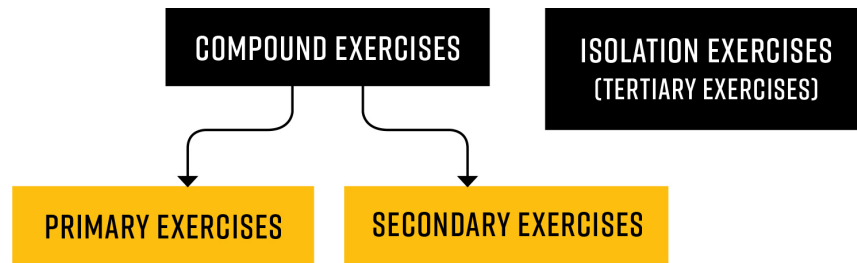 COMPOUND EXERCISES
ISOLATION EXERCISES
(TERTIARY EXERCISES)
PRIMARY EXERCISES
SECONDARY EXERCISES